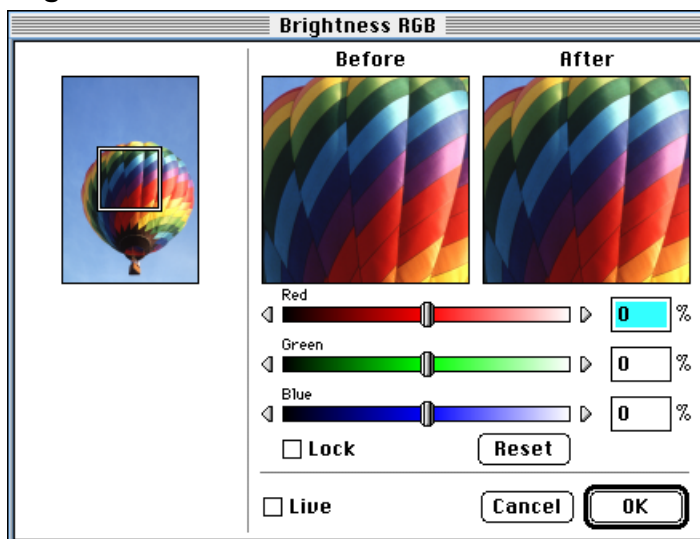 Brightness RGB
Before After
Red
0 %
Green
0 %
Blue
0 %
Lock Reset
Live Cancel OK